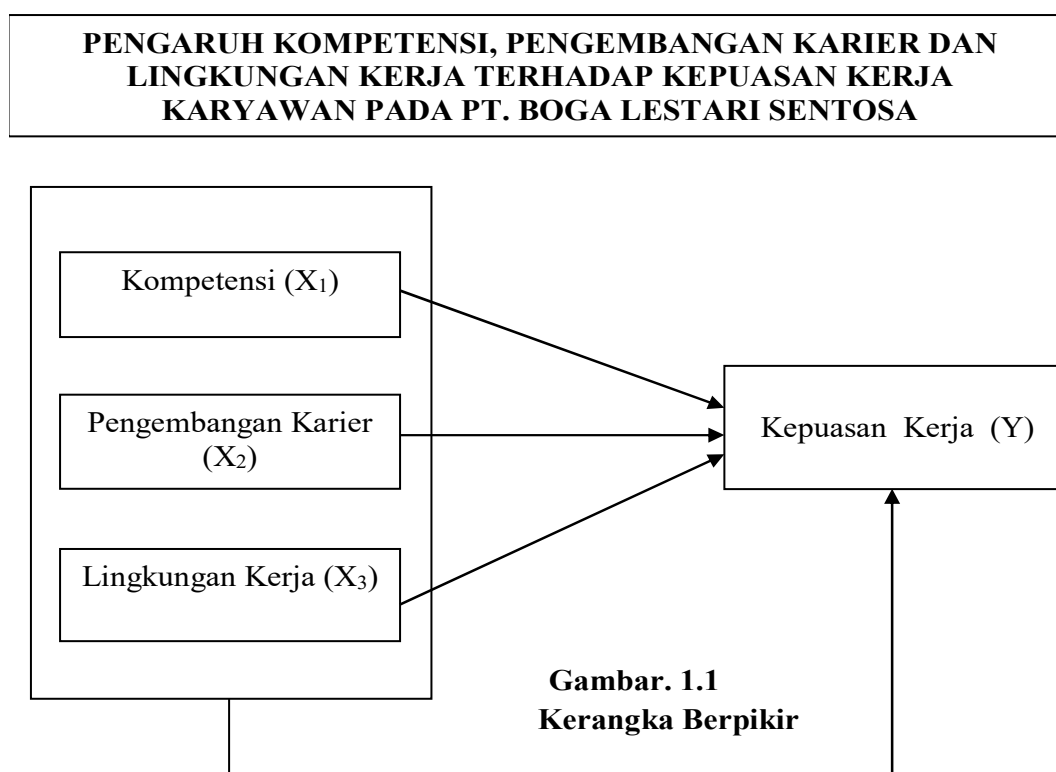 PENGARUH KOMPETENSI, PENGEMBANGAN KARIER DAN
LINGKUNGAN KERJA TERHADAP KEPUASAN KERJA
KARYAWAN PADA PT. BOGA LESTARI SENTOSA
Kompetensi (X₁)
Pengembangan Karier
(X₂)
Kepuasan Kerja (Y)
Lingkungan Kerja (X₃)
Gambar. 1.1
Kerangka Berpikir